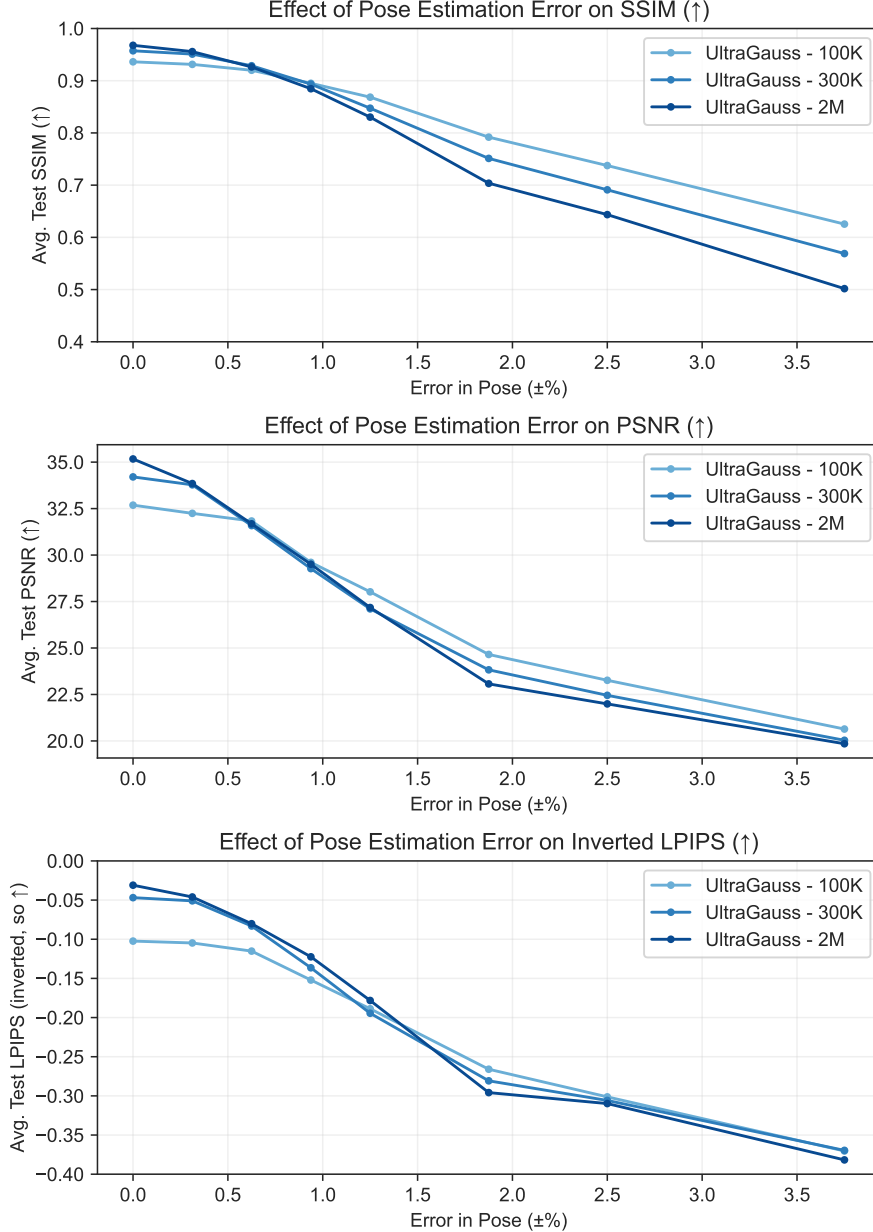 Effect of Pose Estimation Error on SSIM (↑)
1.0
0.9
0.8
0.7
0.6
0.5
0.4
Avg. Test SSIM (↑)
UltraGauss - 100K
UltraGauss - 300K
UltraGauss - 2M
0.0 0.5 1.0 1.5 2.0 2.5 3.0 3.5
Error in Pose (±%)
Effect of Pose Estimation Error on PSNR (↑)
35.0
32.5
30.0
27.5
25.0
22.5
20.0
Avg. Test PSNR (↑)
UltraGauss - 100K
UltraGauss - 300K
UltraGauss - 2M
0.0 0.5 1.0 1.5 2.0 2.5 3.0 3.5
Error in Pose (±%)
Effect of Pose Estimation Error on Inverted LPIPS (↑)
0.00
−0.05
−0.10
−0.15
−0.20
−0.25
−0.30
−0.35
−0.40
Avg. Test LPIPS (inverted, so ↑)
UltraGauss - 100K
UltraGauss - 300K
UltraGauss - 2M
0.0 0.5 1.0 1.5 2.0 2.5 3.0 3.5
Error in Pose (±%)